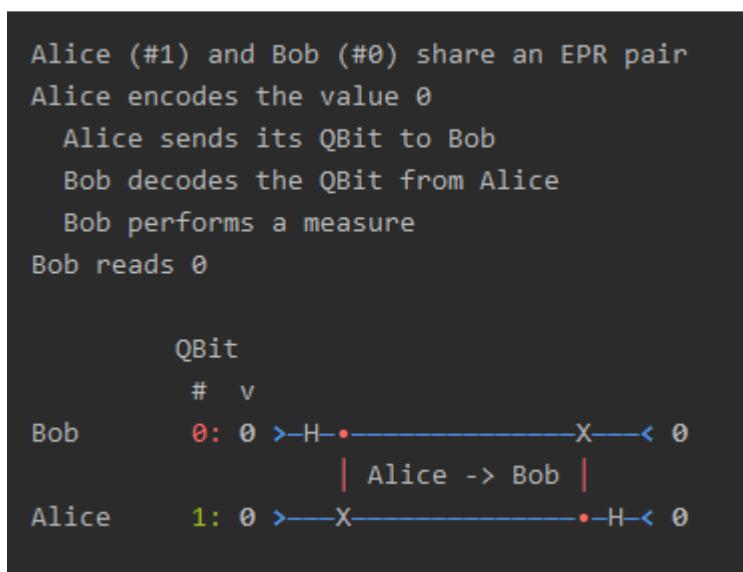 Alice (#1) and Bob (#0) share an EPR pair
Alice encodes the value 0
  Alice sends its QBit to Bob
  Bob decodes the QBit from Alice
  Bob performs a measure
Bob reads 0
QBit
# v
Bob 0: 0 >—H—•———————————————X———< 0
| Alice -> Bob |
Alice 1: 0 >———X———————————————•—H—< 0